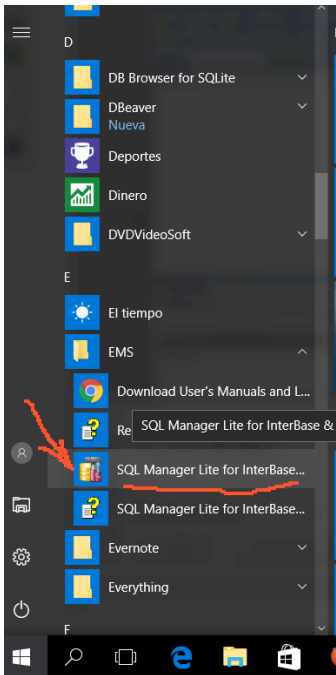 D
DB Browser for SQLite
DBeaver
Nueva
Deportes
Dinero
DVDVideoSoft
E
El tiempo
EMS
Download User's Manuals and L...
Re
SQL Manager Lite for InterBase &
SQL Manager Lite for InterBase...
SQL Manager Lite for InterBase...
Evernote
Everything
F